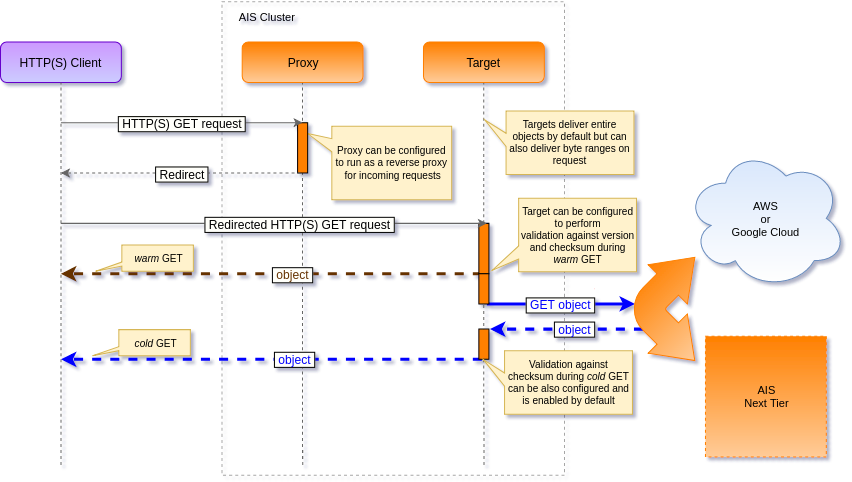 AIS Cluster
HTTP(S) Client
Proxy
Target
HTTP(S) GET request
Proxy can be configured
to run as a reverse proxy
for incoming requests
Targets deliver entire
objects by default but can
also deliver byte ranges on
request
Redirect
Redirected HTTP(S) GET request
Target can be configured
to perform
validation against version
and checksum during
warm GET
AWS
or
Google Cloud
warm GET
object
GET object
object
cold GET
object
Validation against
checksum during cold GET
can be also configured and
is enabled by default
AIS
Next Tier